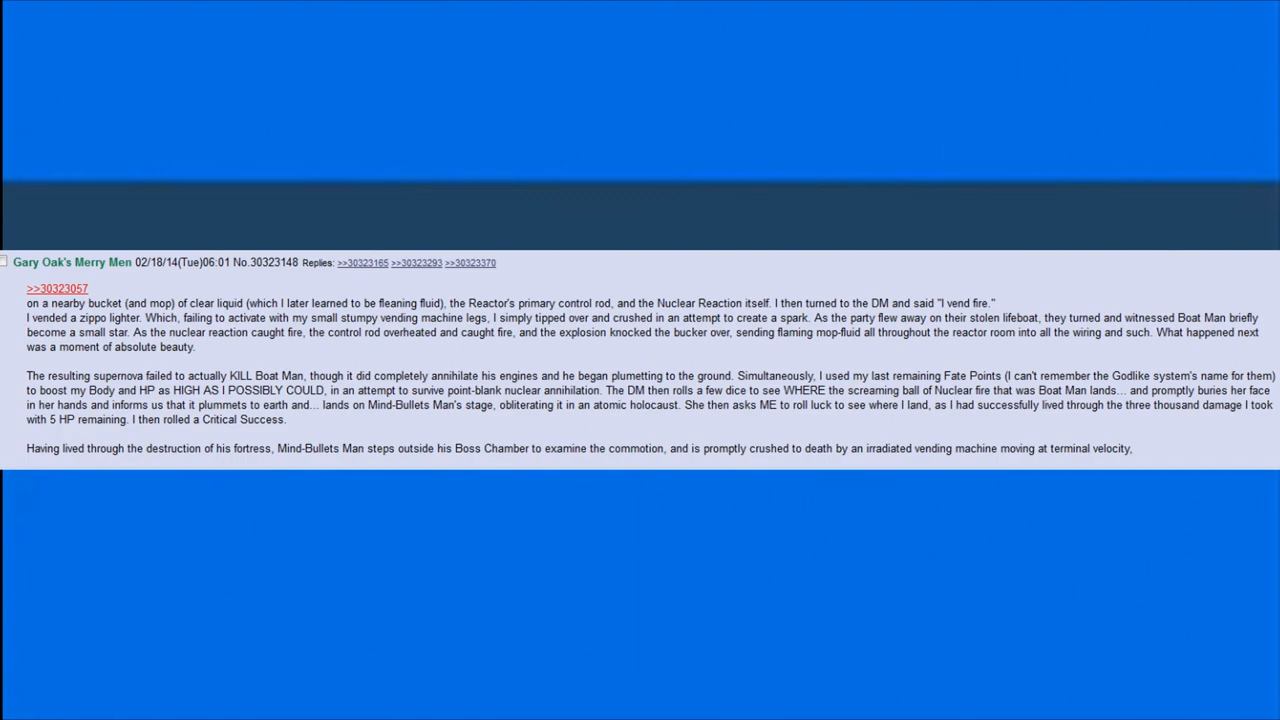 Gary Oak's Merry Men 02/18/14(Tue)06:01 No.30323148 Replies: >>30323165 >>30323293 >>30323370
>>30323057
on a nearby bucket (and mop) of clear liquid (which I later learned to be fleaning fluid), the Reactor's primary control rod, and the Nuclear Reaction itself. I then turned to the DM and said "I vend fire."
I vended a zippo lighter. Which, failing to activate with my small stumpy vending machine legs, I simply tipped over and crushed in an attempt to create a spark. As the party flew away on their stolen lifeboat, they turned and witnessed Boat Man briefly
become a small star. As the nuclear reaction caught fire, the control rod overheated and caught fire, and the explosion knocked the bucker over, sending flaming mop-fluid all throughout the reactor room into all the wiring and such. What happened next
was a moment of absolute beauty.
The resulting supernova failed to actually KILL Boat Man, though it did completely annihilate his engines and he began plumetting to the ground. Simultaneously, I used my last remaining Fate Points (I can't remember the Godlike system's name for them)
to boost my Body and HP as HIGH AS I POSSIBLY COULD, in an attempt to survive point-blank nuclear annihilation. The DM then rolls a few dice to see WHERE the screaming ball of Nuclear fire that was Boat Man lands... and promptly buries her face
in her hands and informs us that it plummets to earth and... lands on Mind-Bullets Man's stage, obliterating it in an atomic holocaust. She then asks ME to roll luck to see where I land, as I had successfully lived through the three thousand damage I took
with 5 HP remaining. I then rolled a Critical Success.
Having lived through the destruction of his fortress, Mind-Bullets Man steps outside his Boss Chamber to examine the commotion, and is promptly crushed to death by an irradiated vending machine moving at terminal velocity,